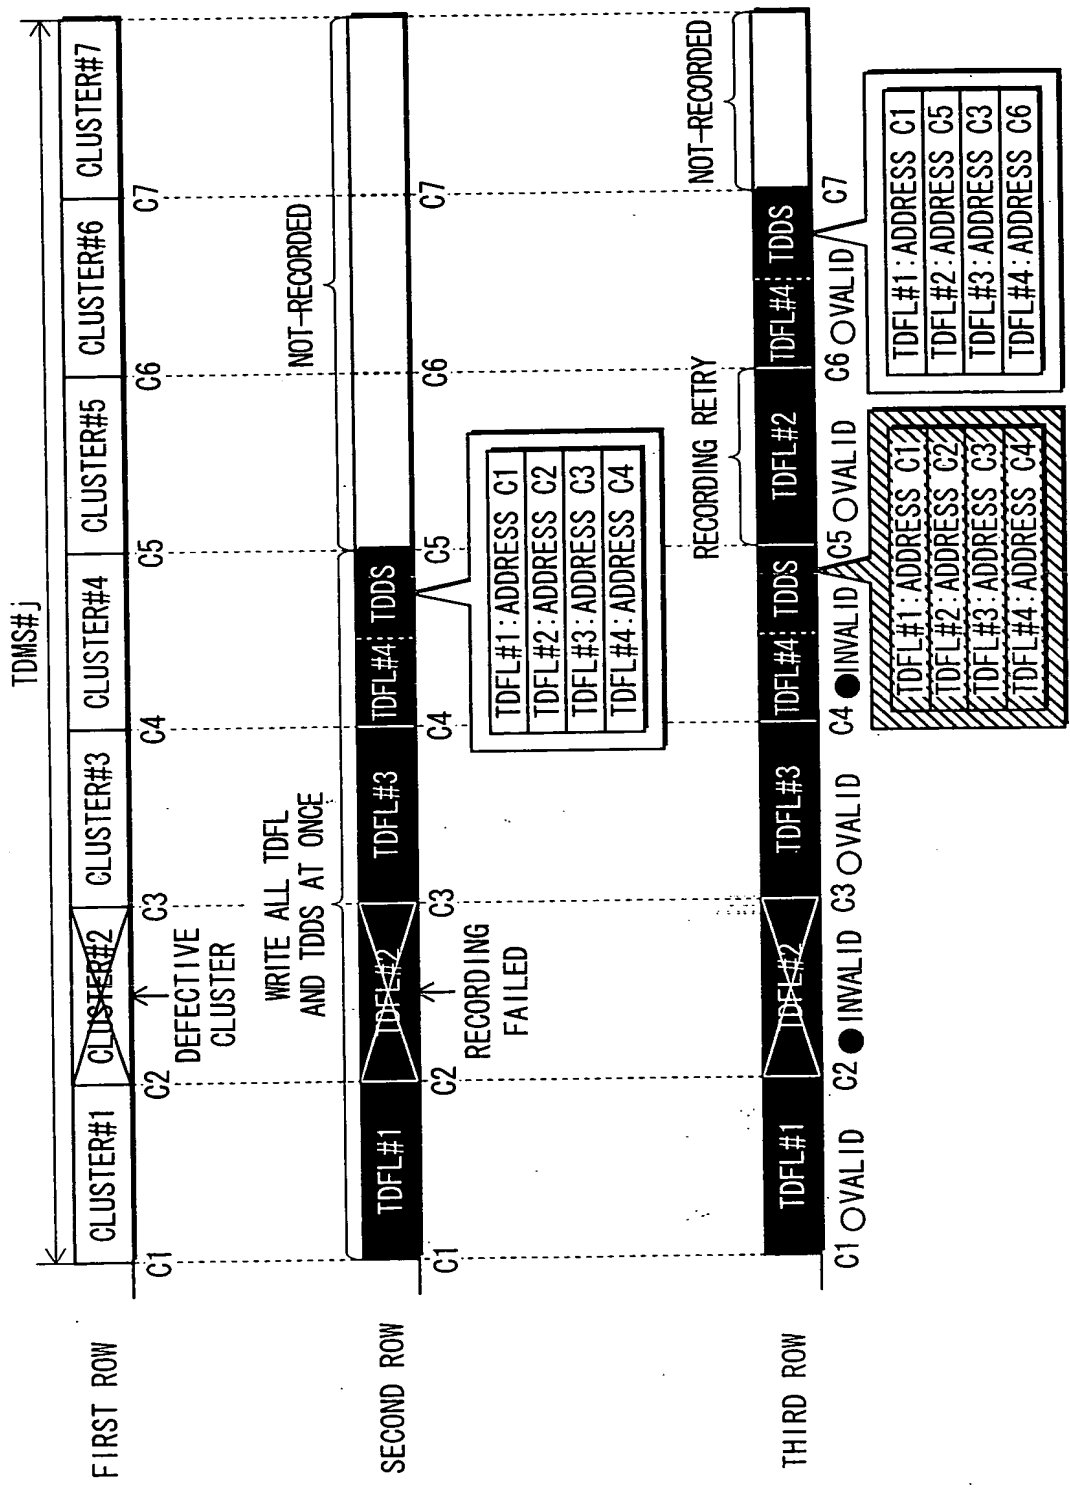 TDMS#j
FIRST ROW
CLUSTER#1
CLUSTER#2
CLUSTER#3
CLUSTER#4
CLUSTER#5
CLUSTER#6
CLUSTER#7
C1
C2
C3
C4
C5
C6
C7
DEFECTIVE
CLUSTER
WRITE ALL TDFL
AND TDDS AT ONCE
NOT-RECORDED
SECOND ROW
TDFL#1
TDFL#2
TDFL#3
TDFL#4
TDDS
C1
C2
C3
C4
C5
C6
C7
RECORDING
FAILED
TDFL#1:ADDRESS C1
TDFL#2:ADDRESS C2
TDFL#3:ADDRESS C3
TDFL#4:ADDRESS C4
RECORDING RETRY
NOT-RECORDED
THIRD ROW
TDFL#1
TDFL#2
TDFL#3
TDFL#4
TDDS
TDFL#2
TDFL#4
TDDS
C1 ○VALID
C2 ●INVALID
C3 ○VALID
C4 ●INVALID
C5 ○VALID
C6 ○VALID
C7
TDFL#1:ADDRESS C1
TDFL#2:ADDRESS C2
TDFL#3:ADDRESS C3
TDFL#4:ADDRESS C4
TDFL#1:ADDRESS C1
TDFL#2:ADDRESS C5
TDFL#3:ADDRESS C3
TDFL#4:ADDRESS C6